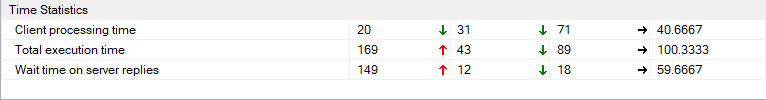 Time Statistics
Client processing time 20 ↓ 31 ↓ 71 → 40.6667
Total execution time 169 ↑ 43 ↓ 89 → 100.3333
Wait time on server replies 149 ↑ 12 ↓ 18 → 59.6667